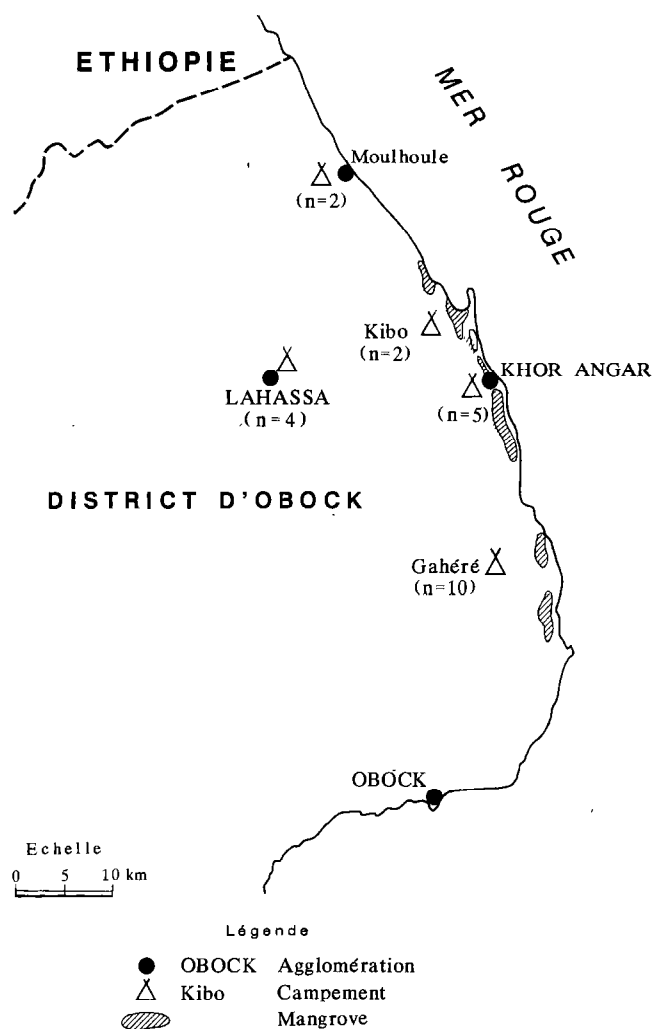 ETHIOPIE
MER ROUGE
Moulhoule
(n=2)
Kibo
(n=2)
KHOR ANGAR
(n=5)
LAHASSA
(n=4)
DISTRICT D'OBOCK
Gahéré
(n=10)
OBOCK
Echelle
0 5 10 km
Légende
OBOCK Agglomération
Kibo Campement
Mangrove